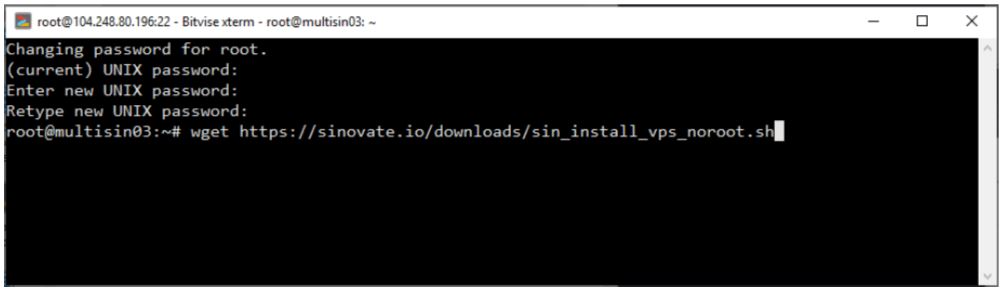 root@104.248.80.196:22 - Bitvise xterm - root@multisin03: ~
Changing password for root.
(current) UNIX password:
Enter new UNIX password:
Retype new UNIX password:
root@multisin03:~# wget https://sinovate.io/downloads/sin_install_vps_noroot.sh